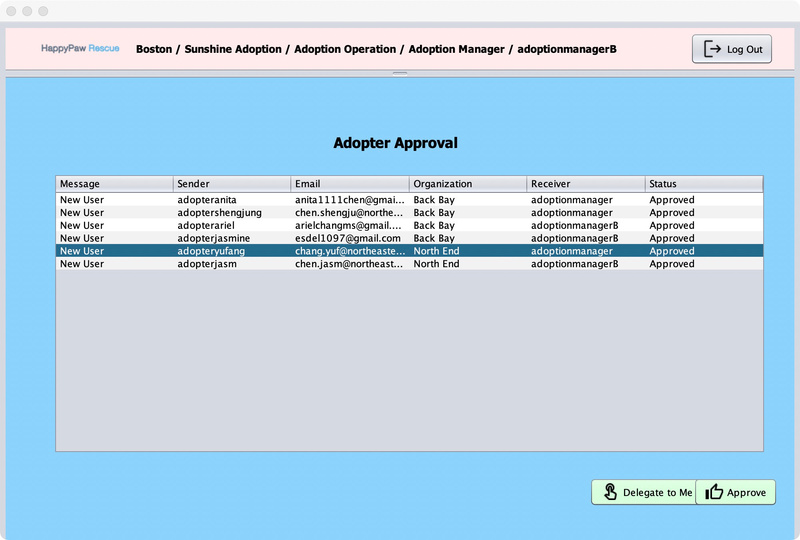 HappyPaw Rescue Boston / Sunshine Adoption / Adoption Operation / Adoption Manager / adoptionmanagerB Log Out
Adopter Approval
Message Sender Email Organization Receiver Status
New User adopteranita anita1111chen@gmai... Back Bay adoptionmanager Approved
New User adoptershengjung chen.shengju@northe... Back Bay adoptionmanager Approved
New User adopterariel arielchangms@gmail.... Back Bay adoptionmanagerB Approved
New User adopterjasmine esdel1097@gmail.com Back Bay adoptionmanagerB Approved
New User adopteryufang chang.yuf@northeaste... North End adoptionmanager Approved
New User adopterjasm chen.jasm@northeast... North End adoptionmanagerB Approved
Delegate to Me Approve